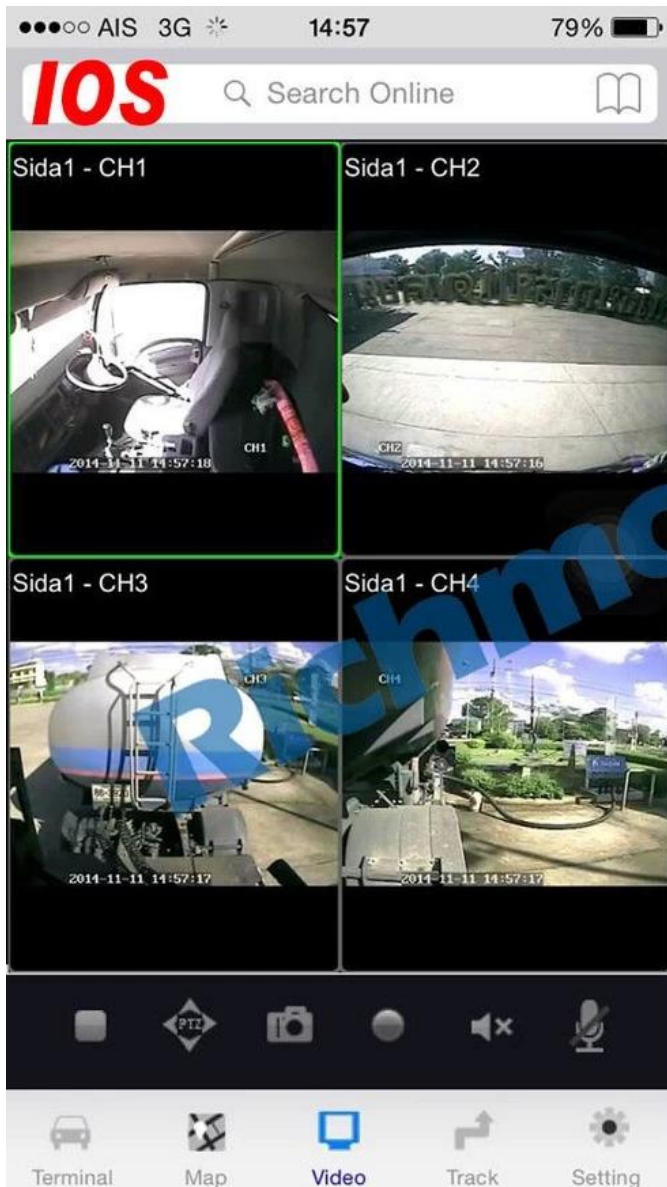 ●●●○○ AIS 3G 14:57 79%
IOS Search Online
Sida1 - CH1
Sida1 - CH2
CH1
2014-11-11 14:57:18
CH2
2014-11-11 14:57:16
Sida1 - CH3
Sida1 - CH4
CH3
2014-11-11 14:57:17
CH4
2014-11-11 14:57:17
Richmo
PTZ
Terminal Map Video Track Setting